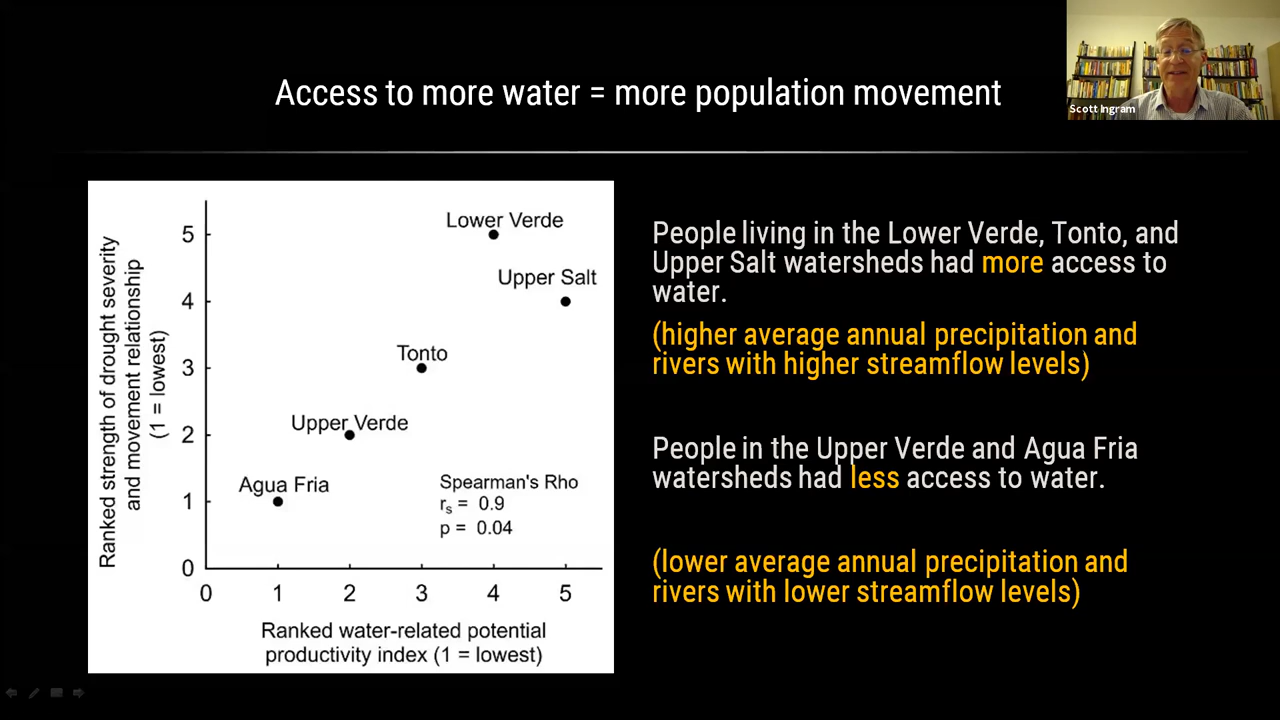 Access to more water = more population movement
Scott Ingram
Ranked strength of drought severity
and movement relationship
(1 = lowest)
5
4
3
2
1
0
Lower Verde
Upper Salt
Tonto
Upper Verde
Agua Fria
Spearman's Rho
rs = 0.9
p = 0.04
0 1 2 3 4 5
Ranked water-related potential
productivity index (1 = lowest)
People living in the Lower Verde, Tonto, and
Upper Salt watersheds had more access to
water.
(higher average annual precipitation and
rivers with higher streamflow levels)
People in the Upper Verde and Agua Fria
watersheds had less access to water.
(lower average annual precipitation and
rivers with lower streamflow levels)